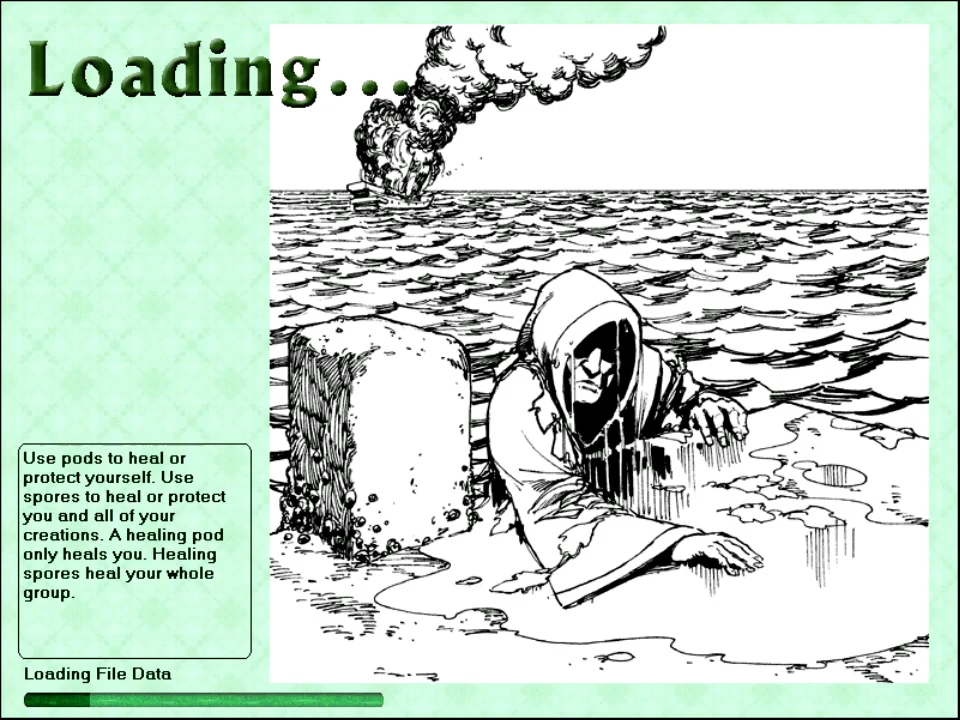 Loading...
Use pods to heal or
protect yourself. Use
spores to heal or protect
you and all of your
creations. A healing pod
only heals you. Healing
spores heal your whole
group.
Loading File Data